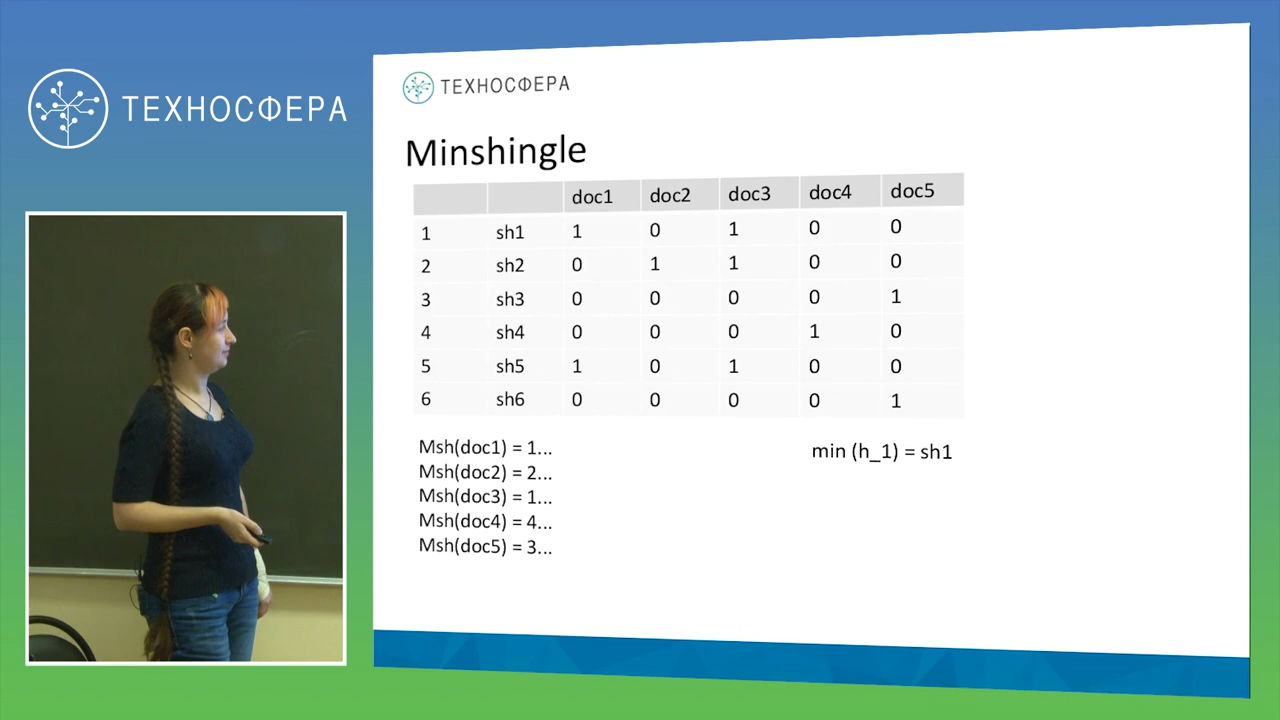 ТЕХНОСФЕРА
ТЕХНОСФЕРА
Minshingle
doc1 doc2 doc3 doc4 doc5
1 sh1 1 0 1 0 0
2 sh2 0 1 1 0 0
3 sh3 0 0 0 0 1
4 sh4 0 0 0 1 0
5 sh5 1 0 1 0 0
6 sh6 0 0 0 0 1
Msh(doc1) = 1...
Msh(doc2) = 2...
Msh(doc3) = 1...
Msh(doc4) = 4...
Msh(doc5) = 3...
min (h_1) = sh1